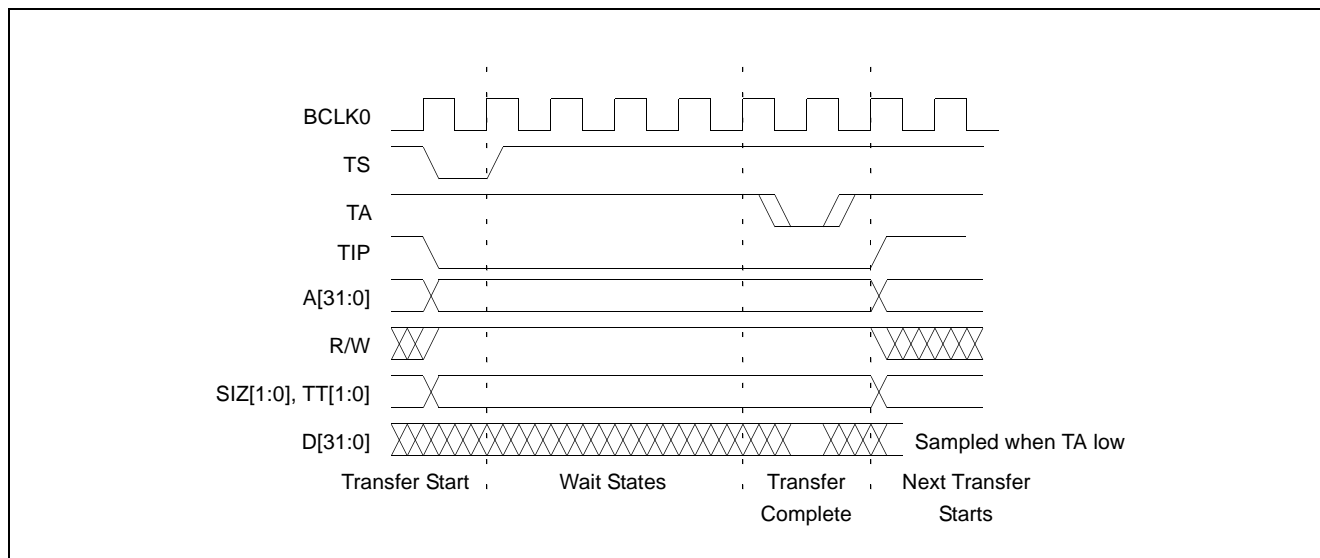 BCLK0
TS
TA
TIP
A[31:0]
R/W
SIZ[1:0], TT[1:0]
D[31:0]
Sampled when TA low
Transfer Start
Wait States
Transfer
Complete
Next Transfer
Starts